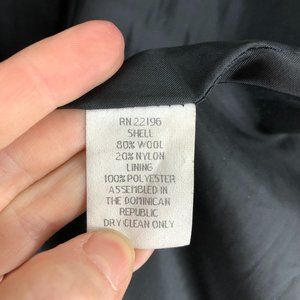 RN 22196
SHELL
80% WOOL
20% NYLON
LINING
100% POLYESTER
ASSEMBLED IN
THE DOMINICAN
REPUBLIC
DRY CLEAN ONLY